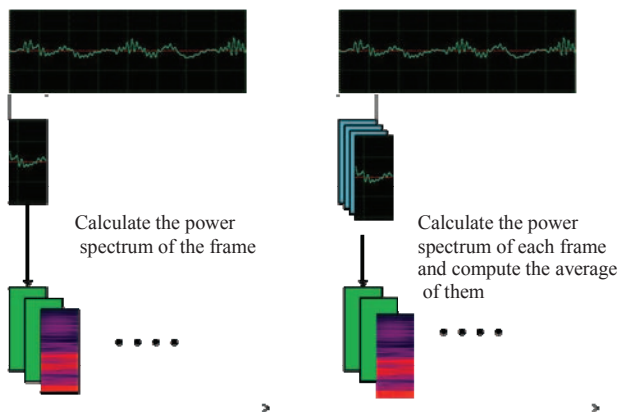 Calculate the power
spectrum of the frame
Calculate the power
spectrum of each frame
and compute the average
of them